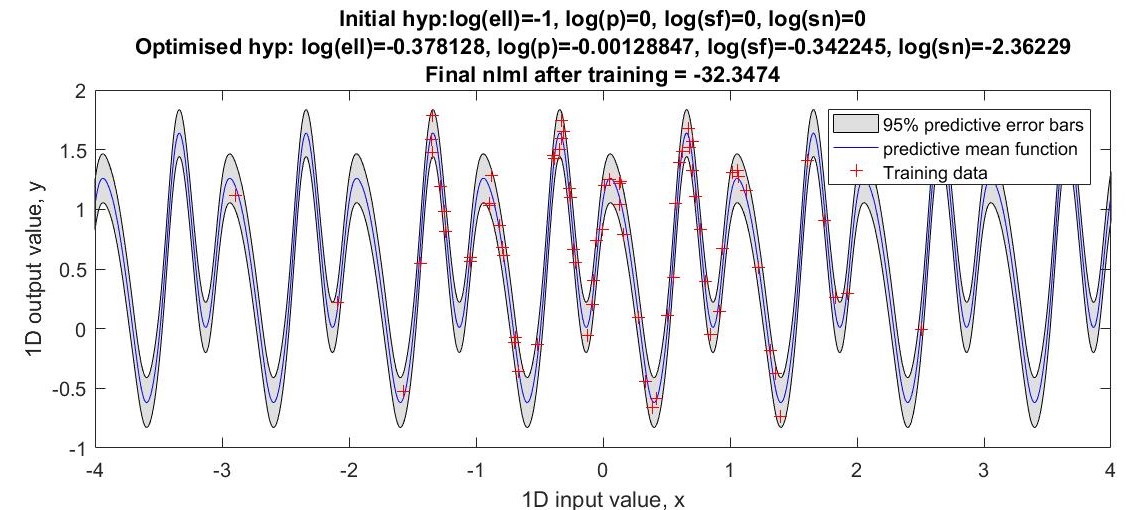 Initial hyp:log(ell)=-1, log(p)=0, log(sf)=0, log(sn)=0
Optimised hyp: log(ell)=-0.378128, log(p)=-0.00128847, log(sf)=-0.342245, log(sn)=-2.36229
Final nlml after training = -32.3474
2
1.5
1
0.5
0
-0.5
-1
1D output value, y
95% predictive error bars
predictive mean function
Training data
-4 -3 -2 -1 0 1 2 3 4
1D input value, x